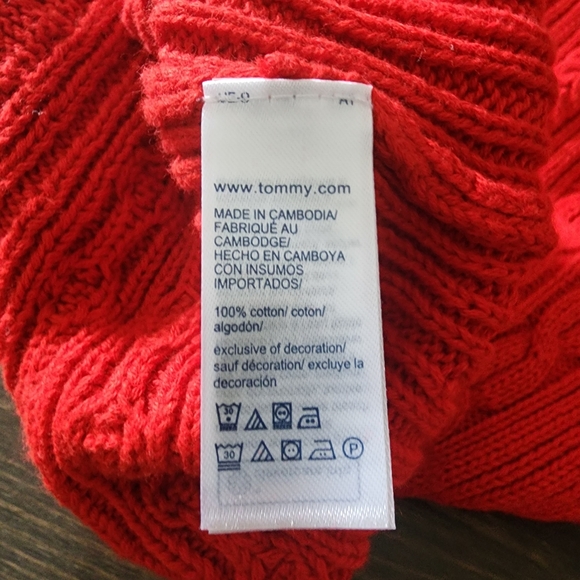 www.tommy.com
MADE IN CAMBODIA/
FABRIQUÉ AU
CAMBODGE/
HECHO EN CAMBOYA
CON INSUMOS
IMPORTADOS/
100% cotton/ coton/
algodón/
exclusive of decoration/
sauf décoration/ excluye la
decoración
30
30 P